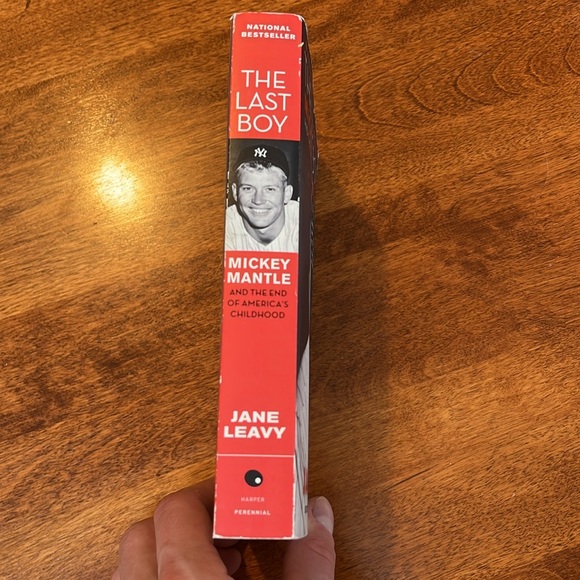 NATIONAL
BESTSELLER
THE
LAST
BOY
NY
MICKEY
MANTLE
AND THE END
OF AMERICA'S
CHILDHOOD
JANE
LEAVY
HARPER
PERENNIAL